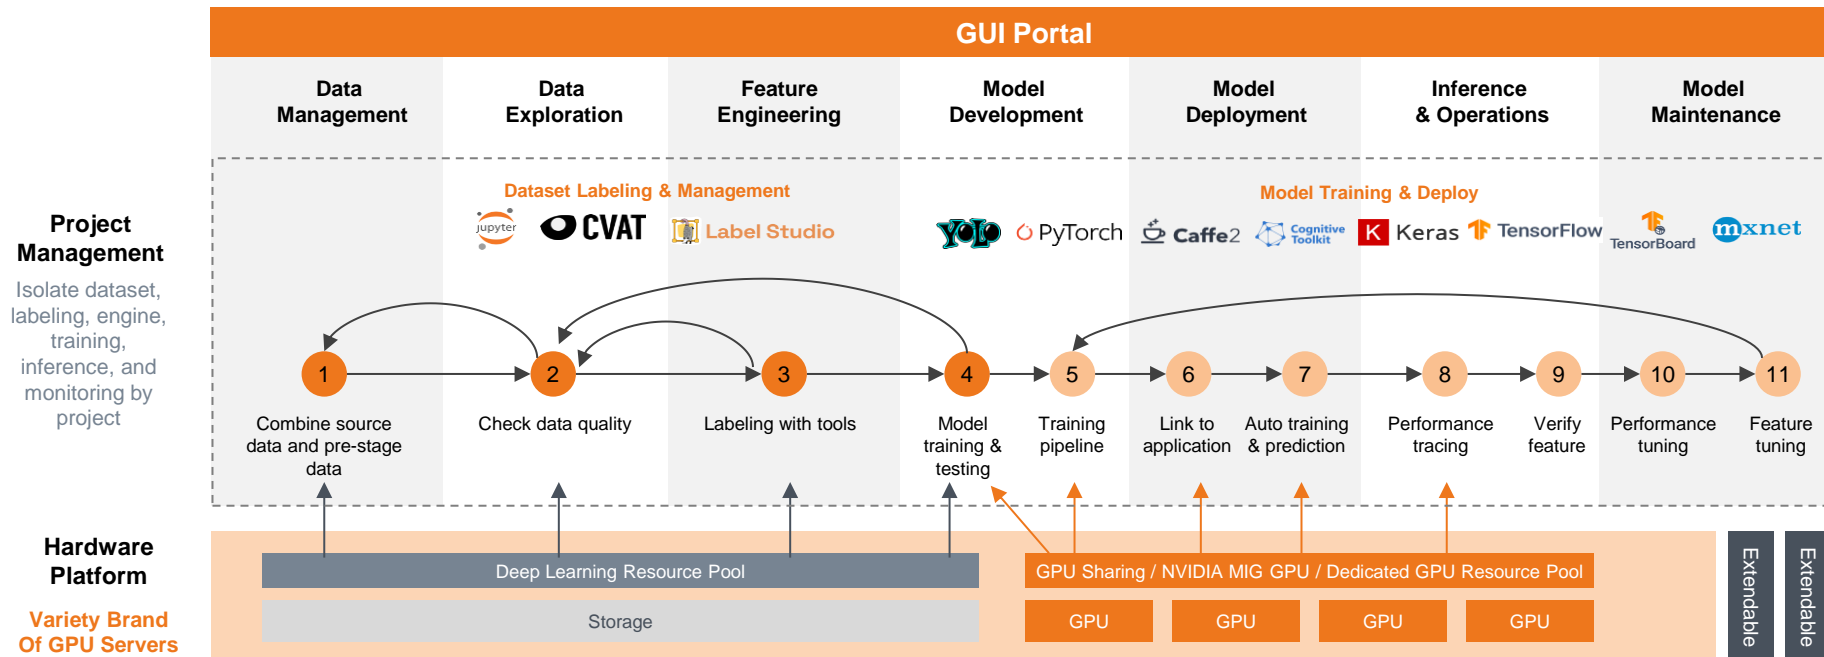 GUI Portal
Data
Management
Data
Exploration
Feature
Engineering
Model
Development
Model
Deployment
Inference
& Operations
Model
Maintenance
Project
Management
Isolate dataset,
labeling, engine,
training,
inference, and
monitoring by
project
Dataset Labeling & Management
Model Training & Deploy
jupyter
CVAT
Label Studio
YOLO
PyTorch
Caffe2
Cognitive
Toolkit
K Keras
TensorFlow
TensorBoard
mxnet
1
2
3
4
5
6
7
8
9
10
11
Combine source
data and pre-stage
data
Check data quality
Labeling with tools
Model
training &
testing
Training
pipeline
Link to
application
Auto training
& prediction
Performance
tracing
Verify
feature
Performance
tuning
Feature
tuning
Hardware
Platform
Variety Brand
Of GPU Servers
Deep Learning Resource Pool
Storage
GPU Sharing / NVIDIA MIG GPU / Dedicated GPU Resource Pool
GPU
GPU
GPU
GPU
Extendable
Extendable